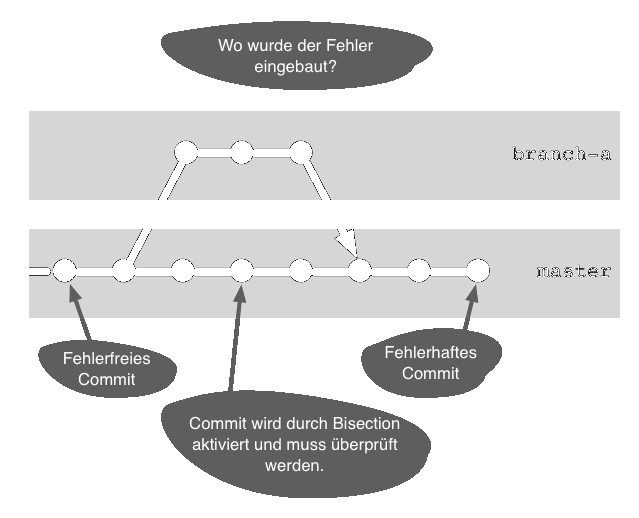 Wo wurde der Fehler
eingebaut?
branch-a
master
Fehlerfreies
Commit
Fehlerhaftes
Commit
Commit wird durch Bisection
aktiviert und muss überprüft
werden.